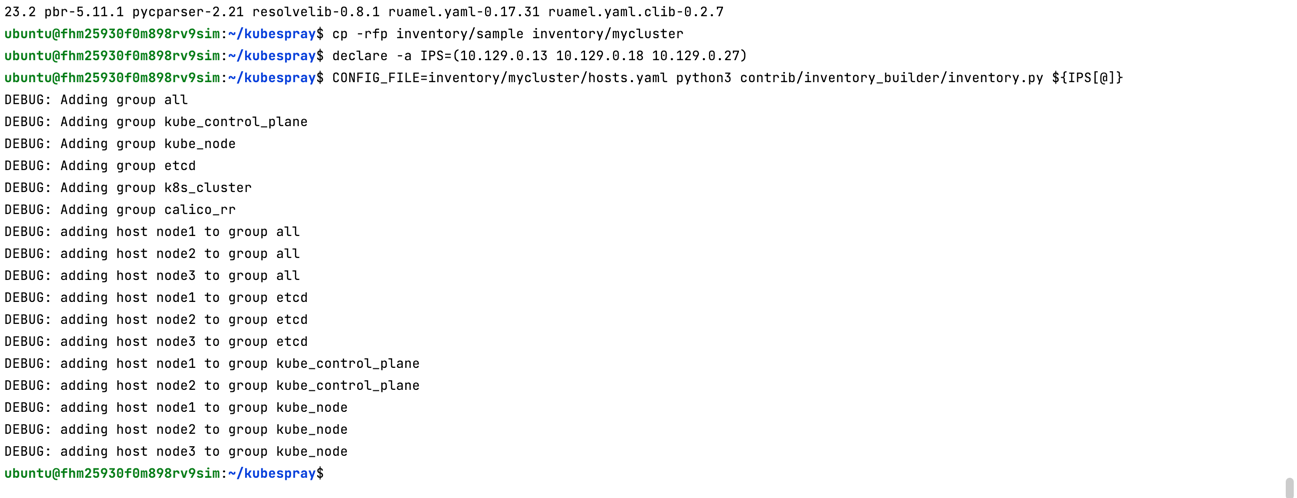 23.2 pbr-5.11.1 pycparser-2.21 resolvelib-0.8.1 ruamel.yaml-0.17.31 ruamel.yaml.clib-0.2.7
ubuntu@fhm25930f0m898rv9sim:~/kubespray$ cp -rfp inventory/sample inventory/mycluster
ubuntu@fhm25930f0m898rv9sim:~/kubespray$ declare -a IPS=(10.129.0.13 10.129.0.18 10.129.0.27)
ubuntu@fhm25930f0m898rv9sim:~/kubespray$ CONFIG_FILE=inventory/mycluster/hosts.yaml python3 contrib/inventory_builder/inventory.py ${IPS[@]}
DEBUG: Adding group all
DEBUG: Adding group kube_control_plane
DEBUG: Adding group kube_node
DEBUG: Adding group etcd
DEBUG: Adding group k8s_cluster
DEBUG: Adding group calico_rr
DEBUG: adding host node1 to group all
DEBUG: adding host node2 to group all
DEBUG: adding host node3 to group all
DEBUG: adding host node1 to group etcd
DEBUG: adding host node2 to group etcd
DEBUG: adding host node3 to group etcd
DEBUG: adding host node1 to group kube_control_plane
DEBUG: adding host node2 to group kube_control_plane
DEBUG: adding host node1 to group kube_node
DEBUG: adding host node2 to group kube_node
DEBUG: adding host node3 to group kube_node
ubuntu@fhm25930f0m898rv9sim:~/kubespray$